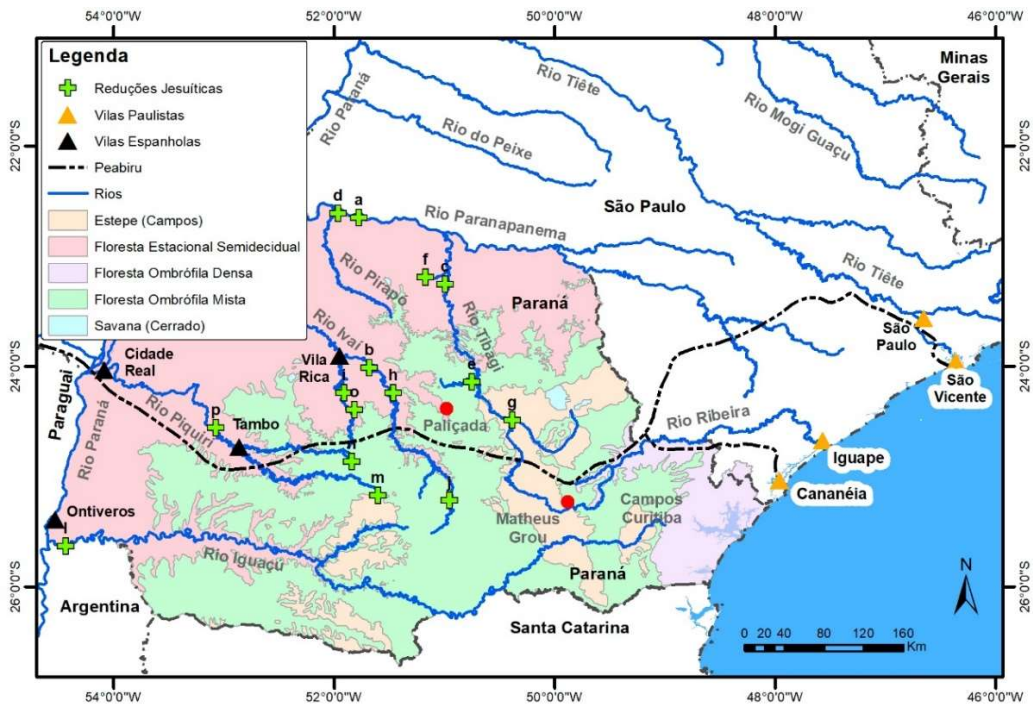 54°0'0"W
52°0'0"W
50°0'0"W
48°0'0"W
46°0'0"W
Legenda
Reduções Jesuíticas
Vilas Paulistas
Vilas Espanholas
Peabiru
Rios
Estepe (Campos)
Floresta Estacional Semidecidual
Floresta Ombrófila Densa
Floresta Ombrófila Mista
Savana (Cerrado)
Minas
Gerais
Rio Paraná
Rio Tiête
Rio do Peixe
Rio Mogi Guaçu
22°0'0"S
22°0'0"S
d
a
São Paulo
Rio Paranapanema
f
c
Rio Pirapó
Paraná
Rio Tiête
Rio Tibagi
Rio Ivaí
São
Paulo
Cidade
Real
Vila
Rica
b
24°0'0"S
24°0'0"S
e
h
i
o
g
São
Vicente
Paraguai
Rio Paraná
Rio Piquiri
p
Tambo
Paliçada
Rio Ribeira
Iguape
Cananéia
m
j
Ontiveros
l
Matheus
Grou
Campos
Curitiba
Rio Iguaçú
Paraná
26°0'0"S
26°0'0"S
Argentina
Santa Catarina
N
0 20 40 80 120 160
Km
54°0'0"W
52°0'0"W
50°0'0"W
48°0'0"W
46°0'0"W